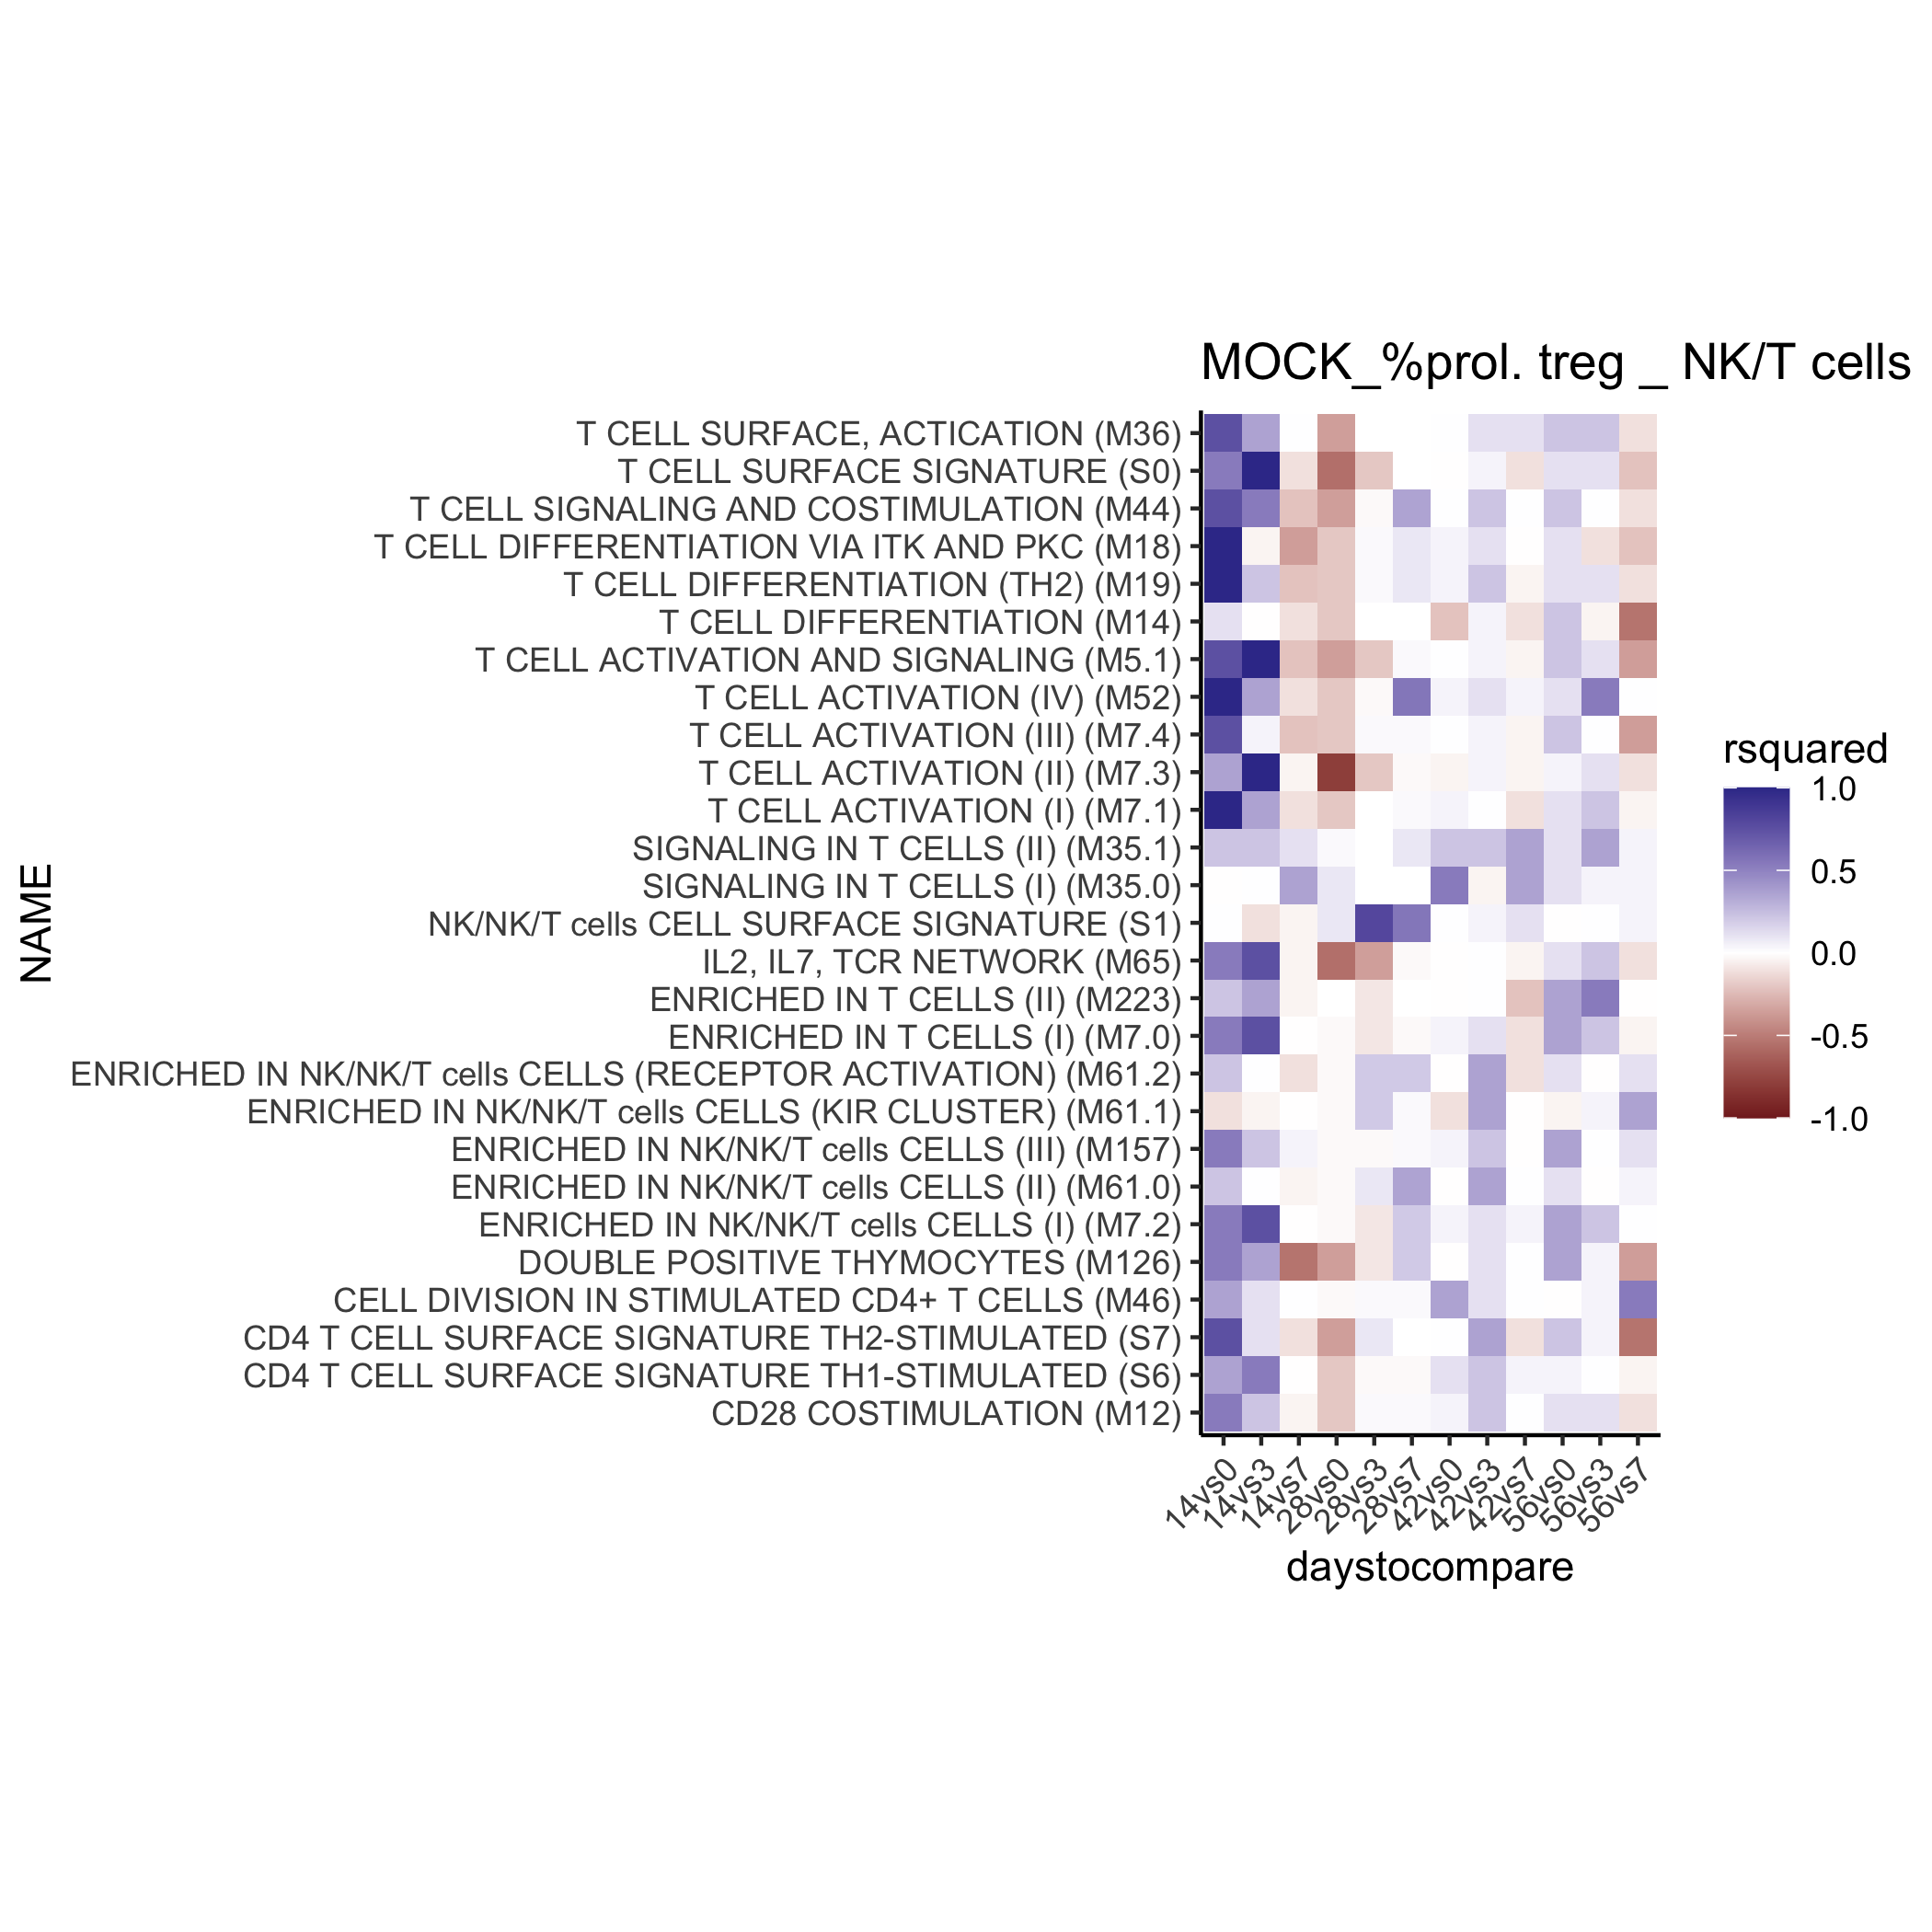 MOCK_%prol. treg _ NK/T cells
NAME
T CELL SURFACE, ACTICATION (M36)
T CELL SURFACE SIGNATURE (S0)
T CELL SIGNALING AND COSTIMULATION (M44)
T CELL DIFFERENTIATION VIA ITK AND PKC (M18)
T CELL DIFFERENTIATION (TH2) (M19)
T CELL DIFFERENTIATION (M14)
T CELL ACTIVATION AND SIGNALING (M5.1)
T CELL ACTIVATION (IV) (M52)
T CELL ACTIVATION (III) (M7.4)
T CELL ACTIVATION (II) (M7.3)
T CELL ACTIVATION (I) (M7.1)
SIGNALING IN T CELLS (II) (M35.1)
SIGNALING IN T CELLS (I) (M35.0)
NK/NK/T cells CELL SURFACE SIGNATURE (S1)
IL2, IL7, TCR NETWORK (M65)
ENRICHED IN T CELLS (II) (M223)
ENRICHED IN T CELLS (I) (M7.0)
ENRICHED IN NK/NK/T cells CELLS (RECEPTOR ACTIVATION) (M61.2)
ENRICHED IN NK/NK/T cells CELLS (KIR CLUSTER) (M61.1)
ENRICHED IN NK/NK/T cells CELLS (III) (M157)
ENRICHED IN NK/NK/T cells CELLS (II) (M61.0)
ENRICHED IN NK/NK/T cells CELLS (I) (M7.2)
DOUBLE POSITIVE THYMOCYTES (M126)
CELL DIVISION IN STIMULATED CD4+ T CELLS (M46)
CD4 T CELL SURFACE SIGNATURE TH2-STIMULATED (S7)
CD4 T CELL SURFACE SIGNATURE TH1-STIMULATED (S6)
CD28 COSTIMULATION (M12)
14vs0
14vs3
14vs7
28vs0
28vs3
28vs7
42vs0
42vs3
42vs7
56vs0
56vs3
56vs7
daystocompare
rsquared
1.0
0.5
0.0
-0.5
-1.0